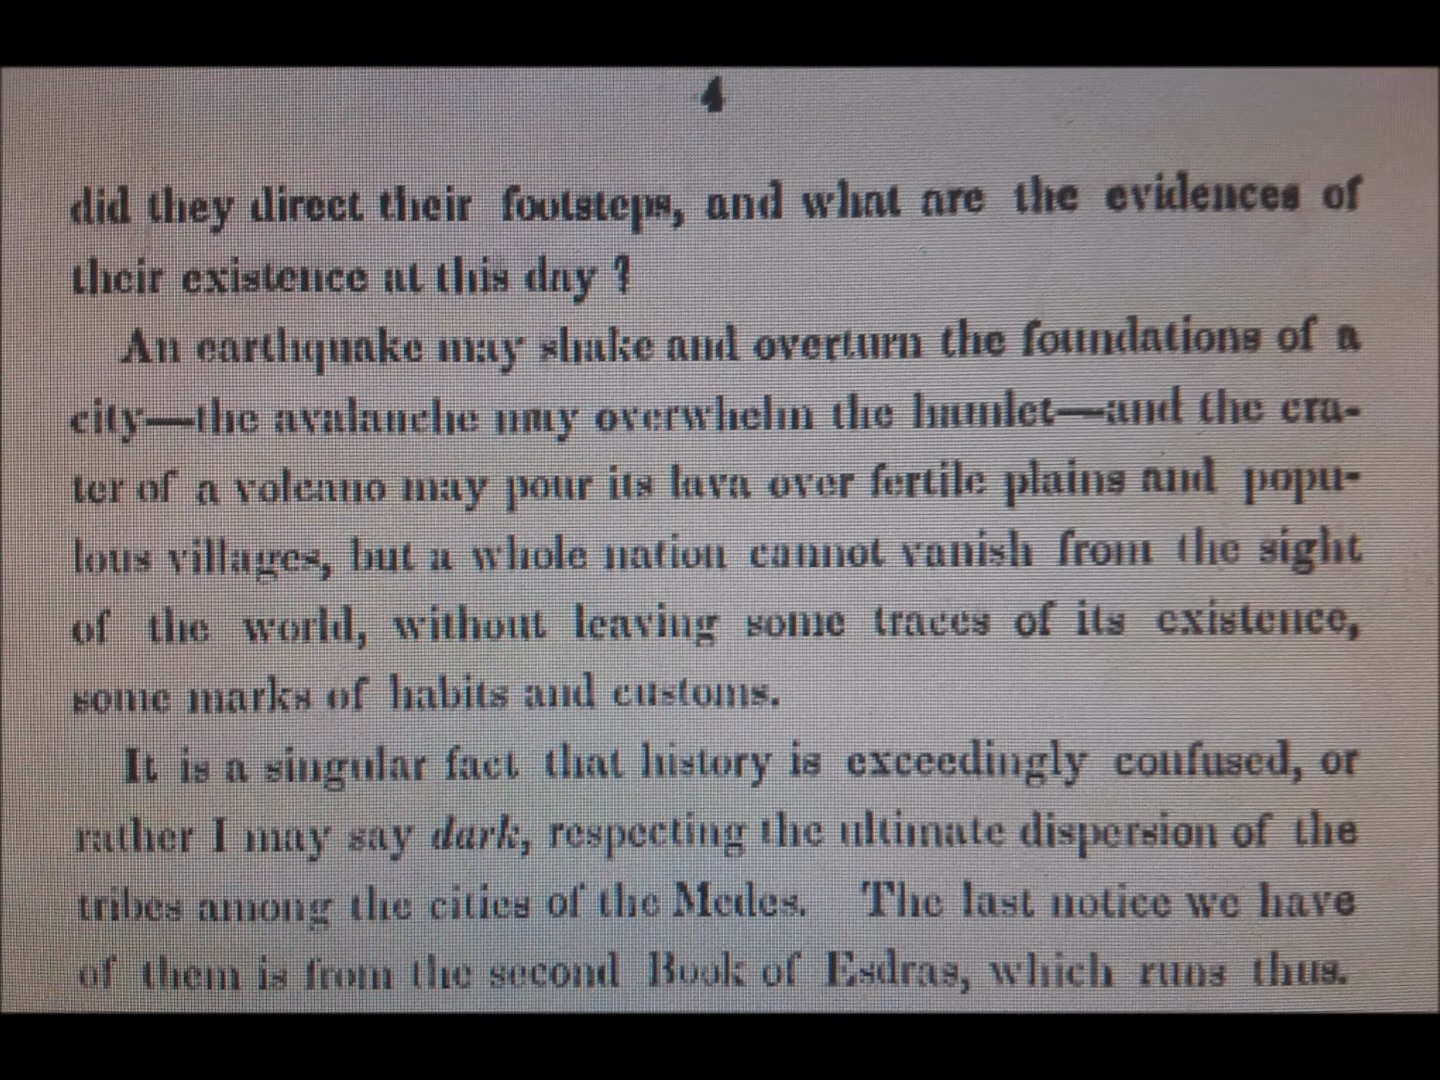 4
did they direct their footsteps, and what are the evidences of
their existence at this day ?
An earthquake may shake and overturn the foundations of a
city—the avalanche may overwhelm the hamlet—and the cra-
ter of a volcano may pour its lava over fertile plains and popu-
lous villages, but a whole nation cannot vanish from the sight
of the world, without leaving some traces of its existence,
some marks of habits and customs.
It is a singular fact that history is exceedingly confused, or
rather I may say dark, respecting the ultimate dispersion of the
tribes among the cities of the Medes. The last notice we have
of them is from the second Book of Esdras, which runs thus.